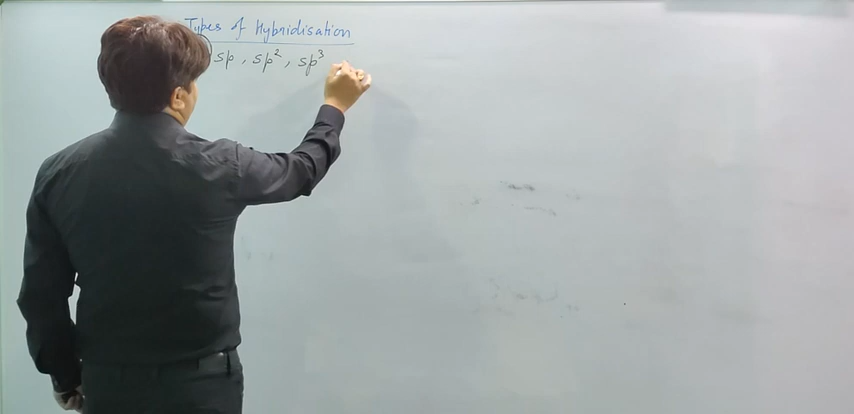 Types of Hybridisation
sp, sp², sp³